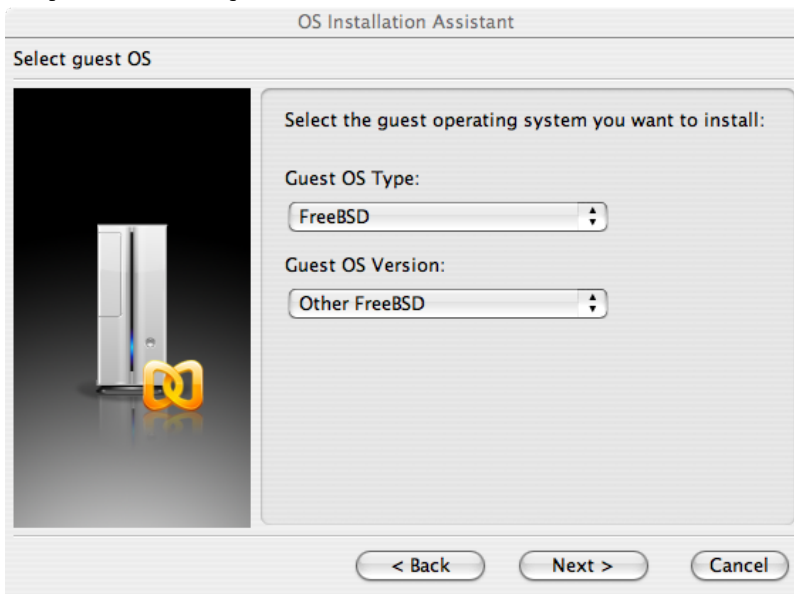 OS Installation Assistant
Select guest OS
Select the guest operating system you want to install:
Guest OS Type:
FreeBSD
Guest OS Version:
Other FreeBSD
< Back
Next >
Cancel